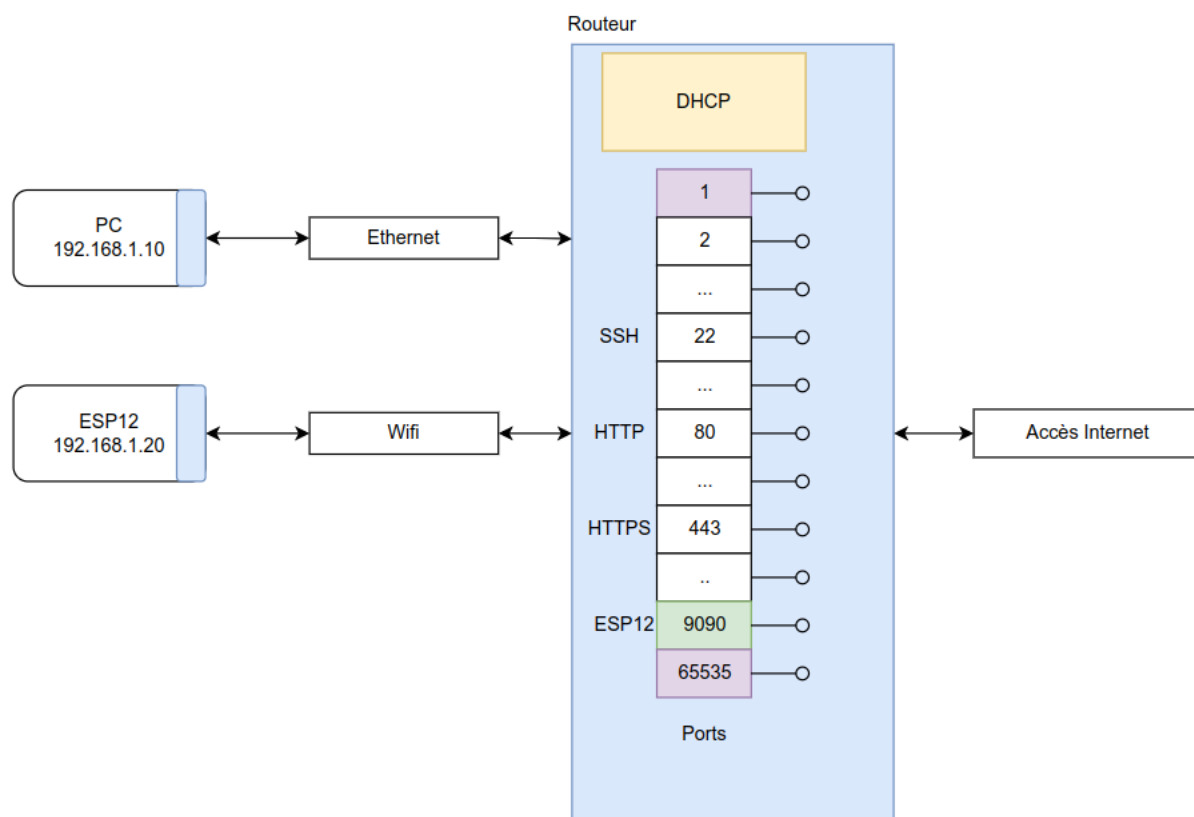 Routeur
DHCP
1
PC
192.168.1.10
Ethernet
2
...
SSH
22
...
ESP12
192.168.1.20
Wifi
HTTP
80
Accès Internet
...
HTTPS
443
..
ESP12
9090
65535
Ports